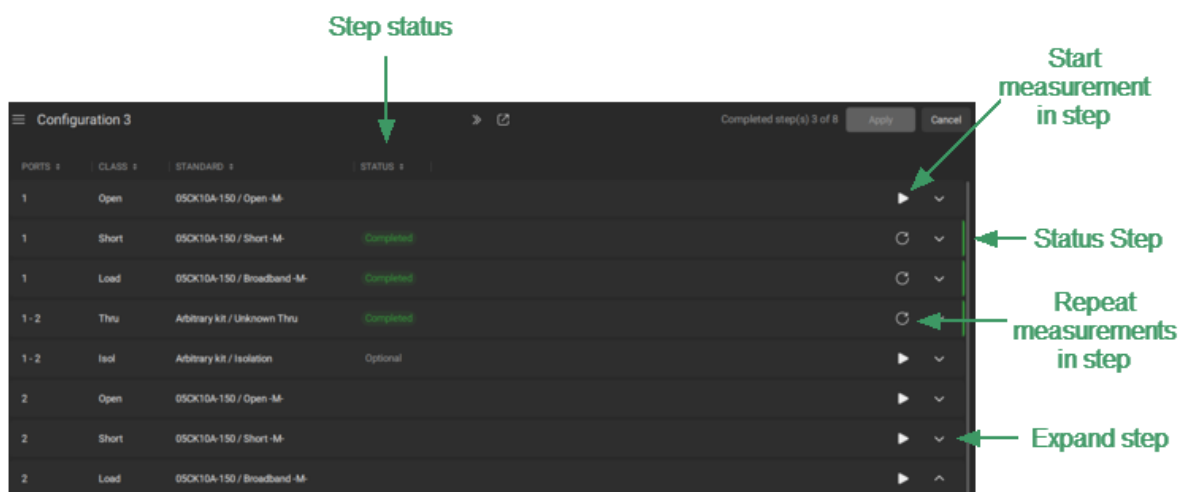 Step status
Start
measurement
in step
Configuration 3
Completed step(s) 3 of 8
Apply
Cancel
PORTS CLASS STANDARD STATUS
1 Open 05CK10A-150 / Open -M-
1 Short 05CK10A-150 / Short -M- Completed
Status Step
1 Load 05CK10A-150 / Broadband -M- Completed
1 - 2 Thru Arbitrary kit / Unknown Thru Completed
Repeat
measurements
in step
1 - 2 Isol Arbitrary kit / Isolation Optional
2 Open 05CK10A-150 / Open -M-
2 Short 05CK10A-150 / Short -M-
Expand step
2 Load 05CK10A-150 / Broadband -M-